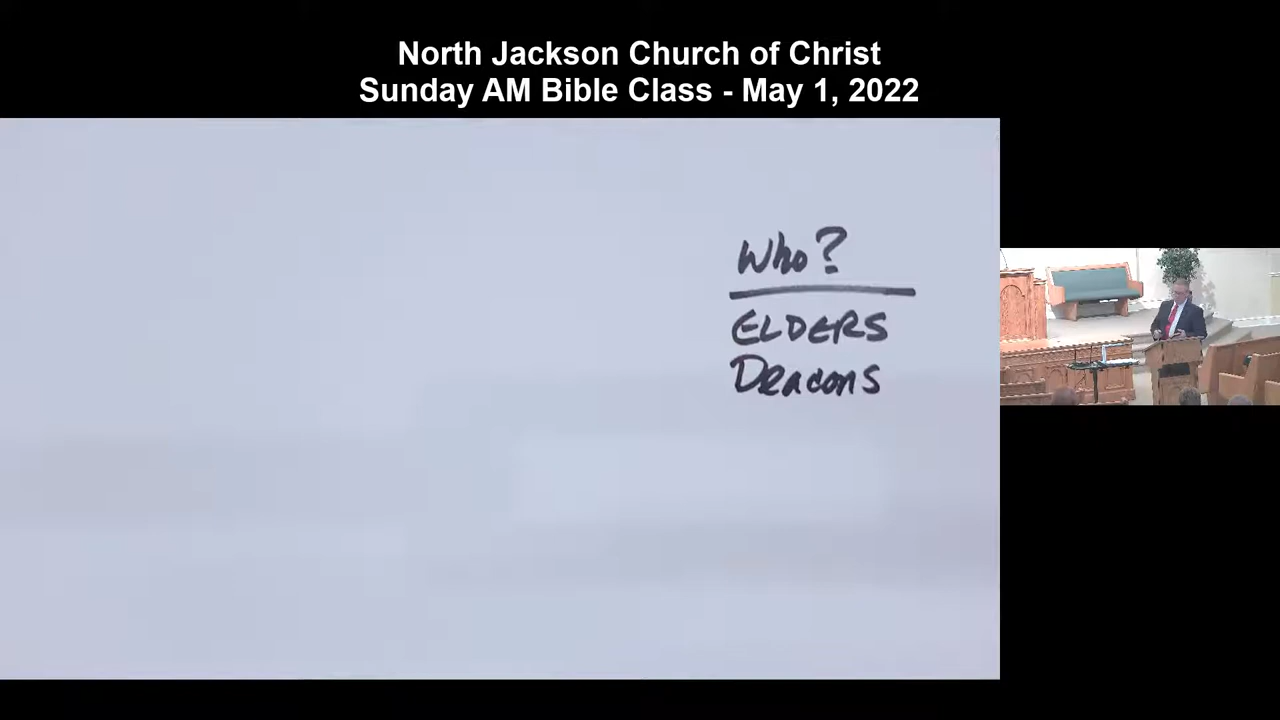 North Jackson Church of Christ
Sunday AM Bible Class - May 1, 2022
Who?
ELDERS
Deacons